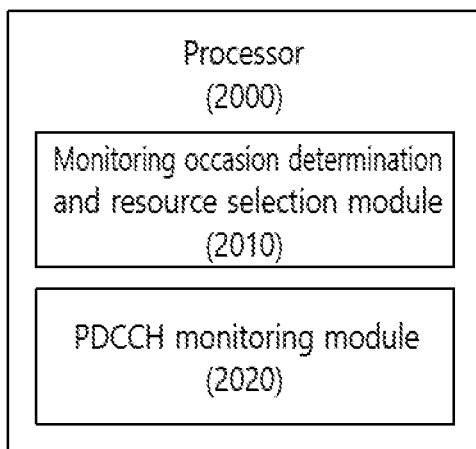 Processor
(2000)
Monitoring occasion determination
and resource selection module
(2010)
PDCCH monitoring module
(2020)